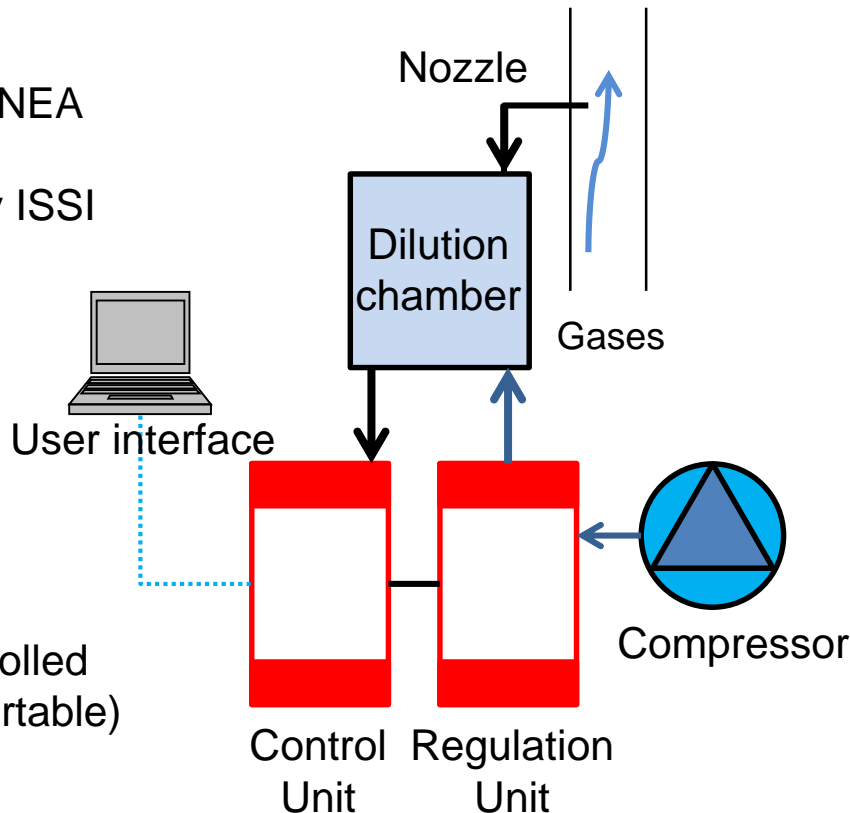 NEA
ISSI
Nozzle
Dilution
chamber
Gases
User interface
Compressor
olled
rtable)
Control
Unit
Regulation
Unit